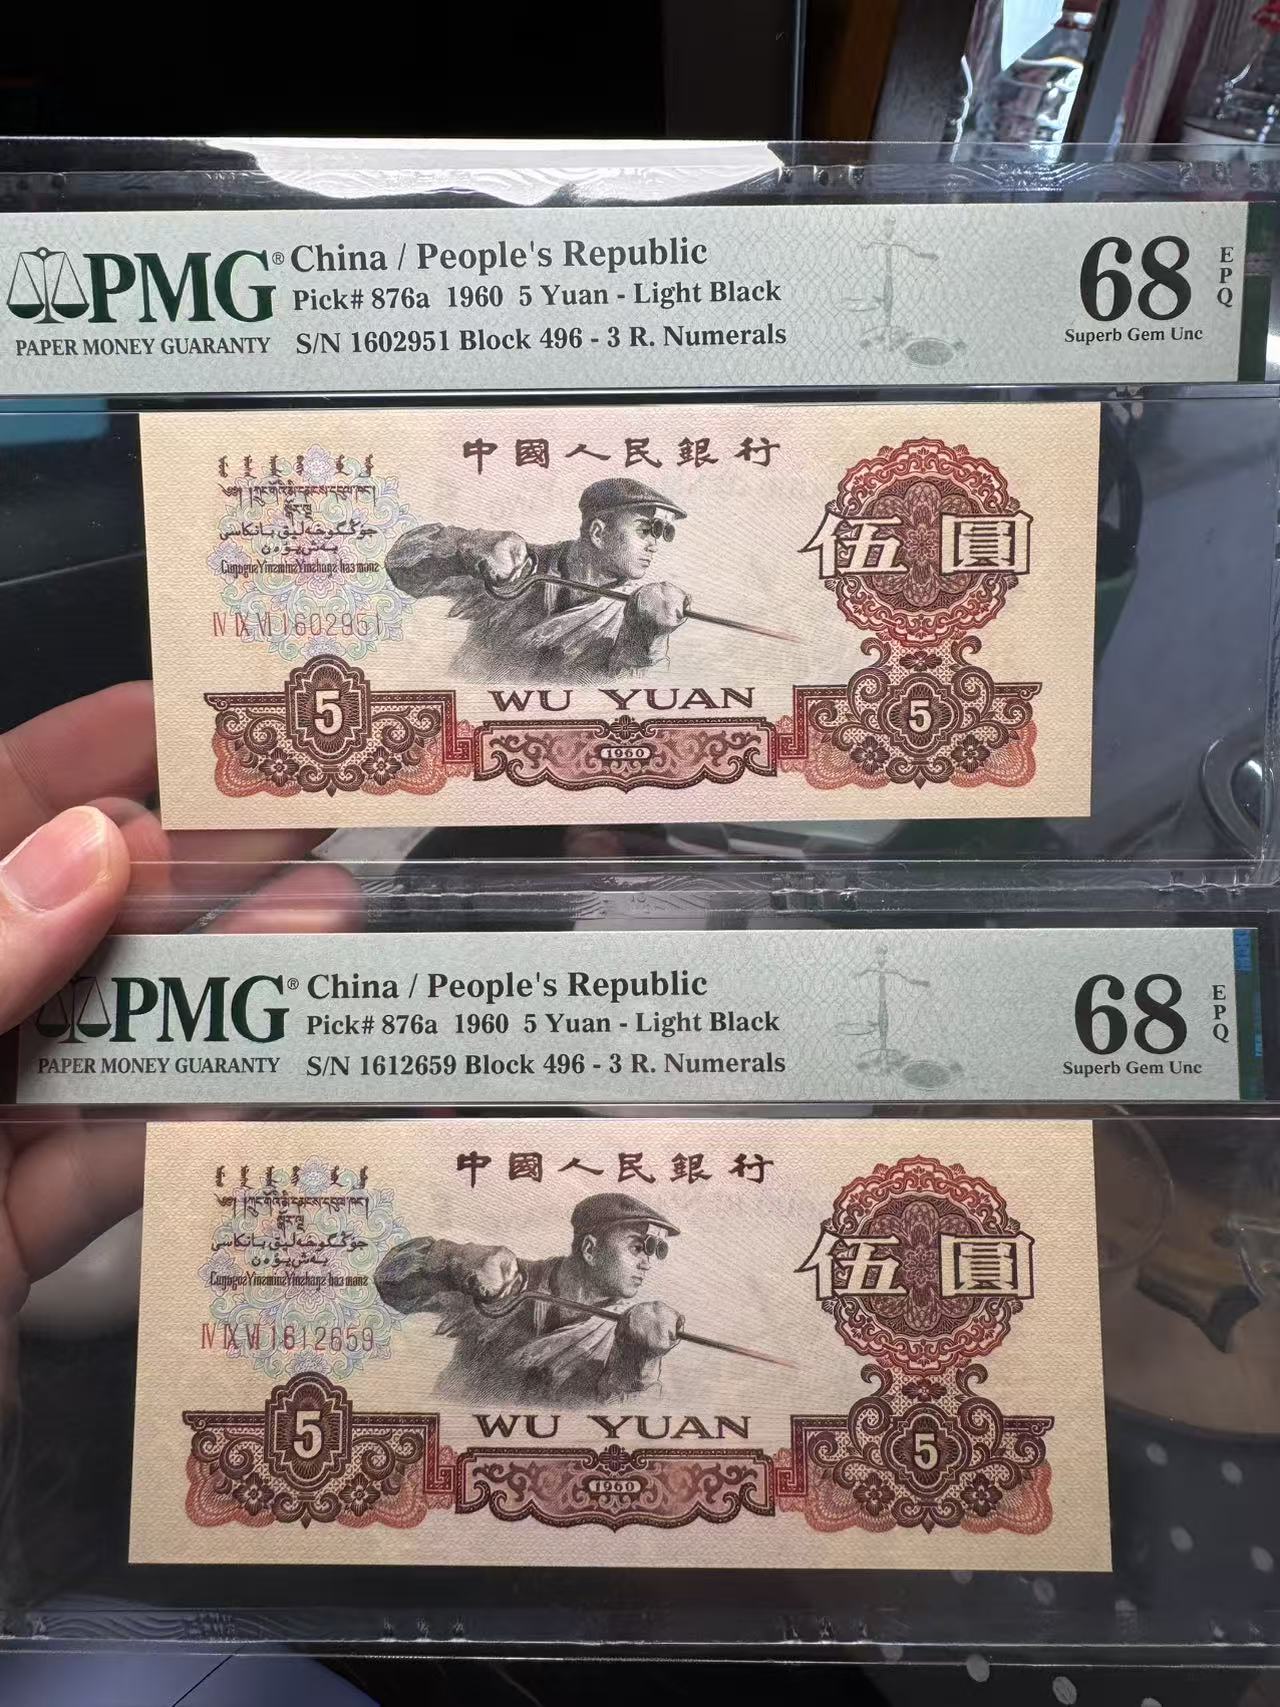 PMG®
PAPER MONEY GUARANTY
China / People's Republic
Pick# 876a 1960 5 Yuan - Light Black
S/N 1602951 Block 496 - 3 R. Numerals
68
EPQ
Superb Gem Unc
中國人民銀行
伍圓
IV IX VI 1602951
5
WU YUAN
5
1960
PMG®
PAPER MONEY GUARANTY
China / People's Republic
Pick# 876a 1960 5 Yuan - Light Black
S/N 1612659 Block 496 - 3 R. Numerals
68
EPQ
Superb Gem Unc
中國人民銀行
伍圓
IV IX VI 1612659
5
WU YUAN
5
1960